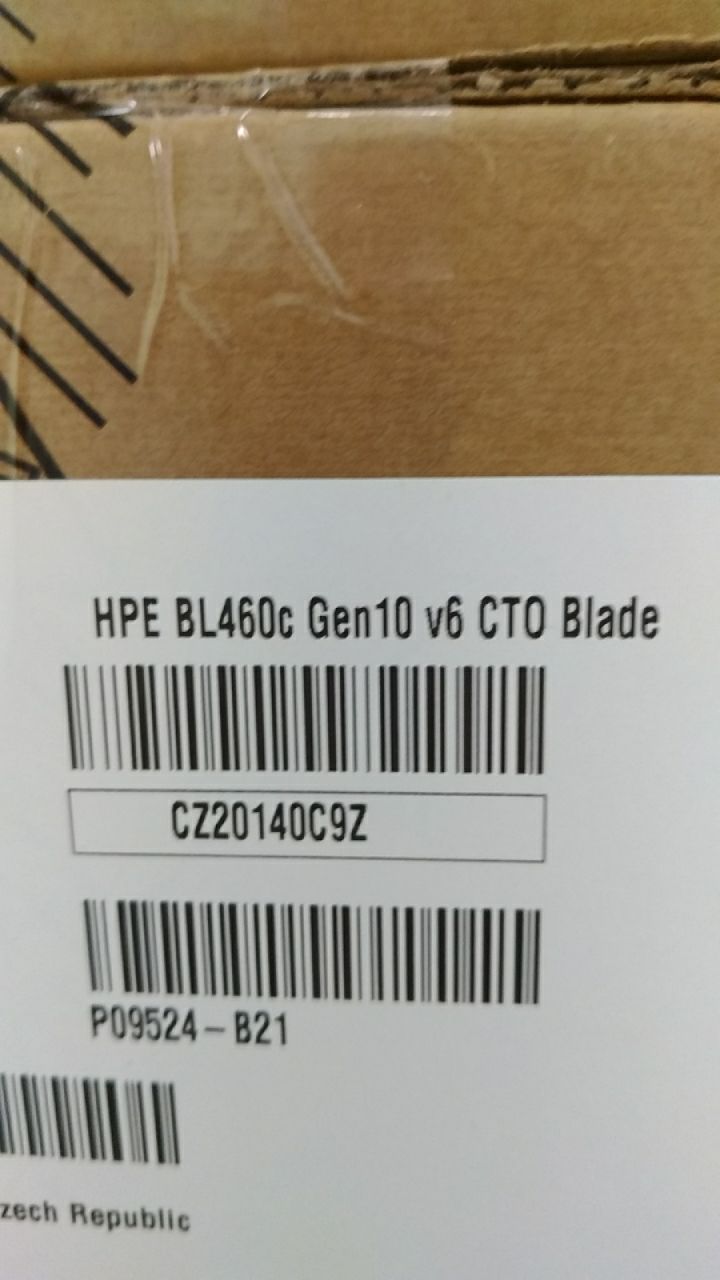 HPE BL460c Gen10 v6 CTO Blade
CZ20140C9Z
P09524-B21
zech Republic